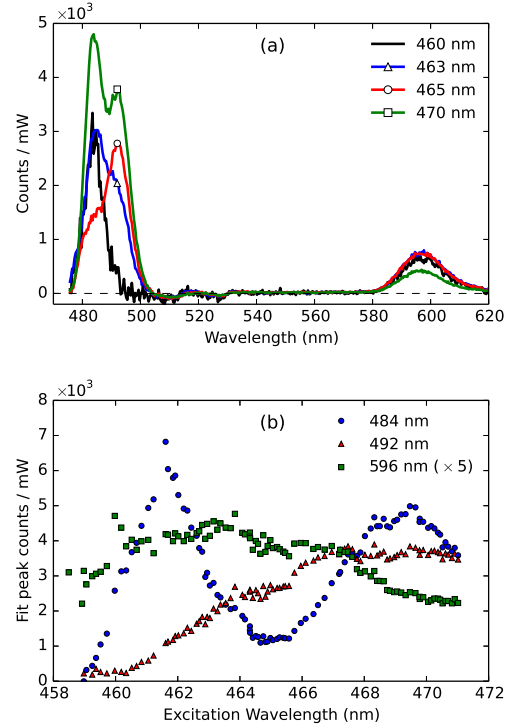 ×10³
(a)
460 nm
463 nm
465 nm
470 nm
5
4
3
2
1
0
Counts / mW
480 500 520 540 560 580 600 620
Wavelength (nm)
×10³
(b)
484 nm
492 nm
596 nm (×5)
8
7
6
5
4
3
2
1
0
Fit peak counts / mW
458 460 462 464 466 468 470 472
Excitation Wavelength (nm)